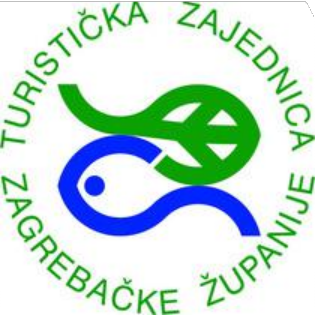 TURISTIČKA ZAJEDNICA
ZAGREBAČKE ŽUPANIJE